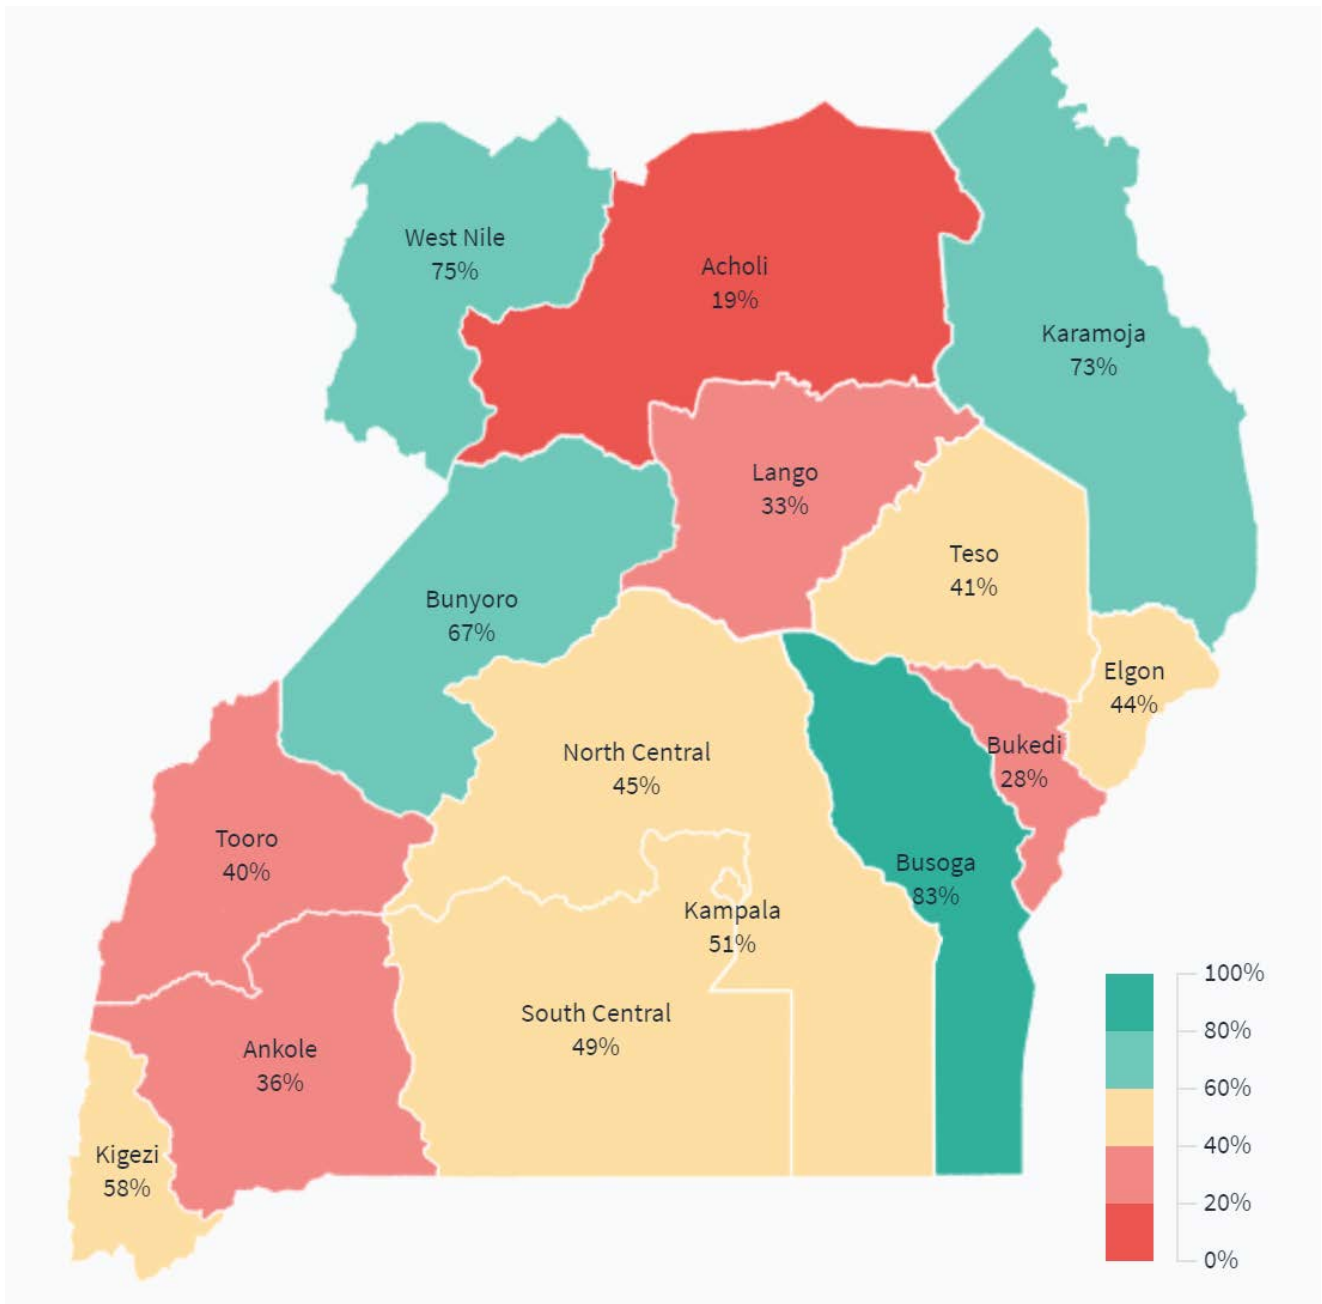 West Nile
75%
Acholi
19%
Karamoja
73%
Lango
33%
Teso
41%
Bunyoro
67%
Elgon
44%
Bukedi
28%
North Central
45%
Tooro
40%
Busoga
83%
Kampala
51%
South Central
49%
Ankole
36%
Kigezi
58%
100%
80%
60%
40%
20%
0%